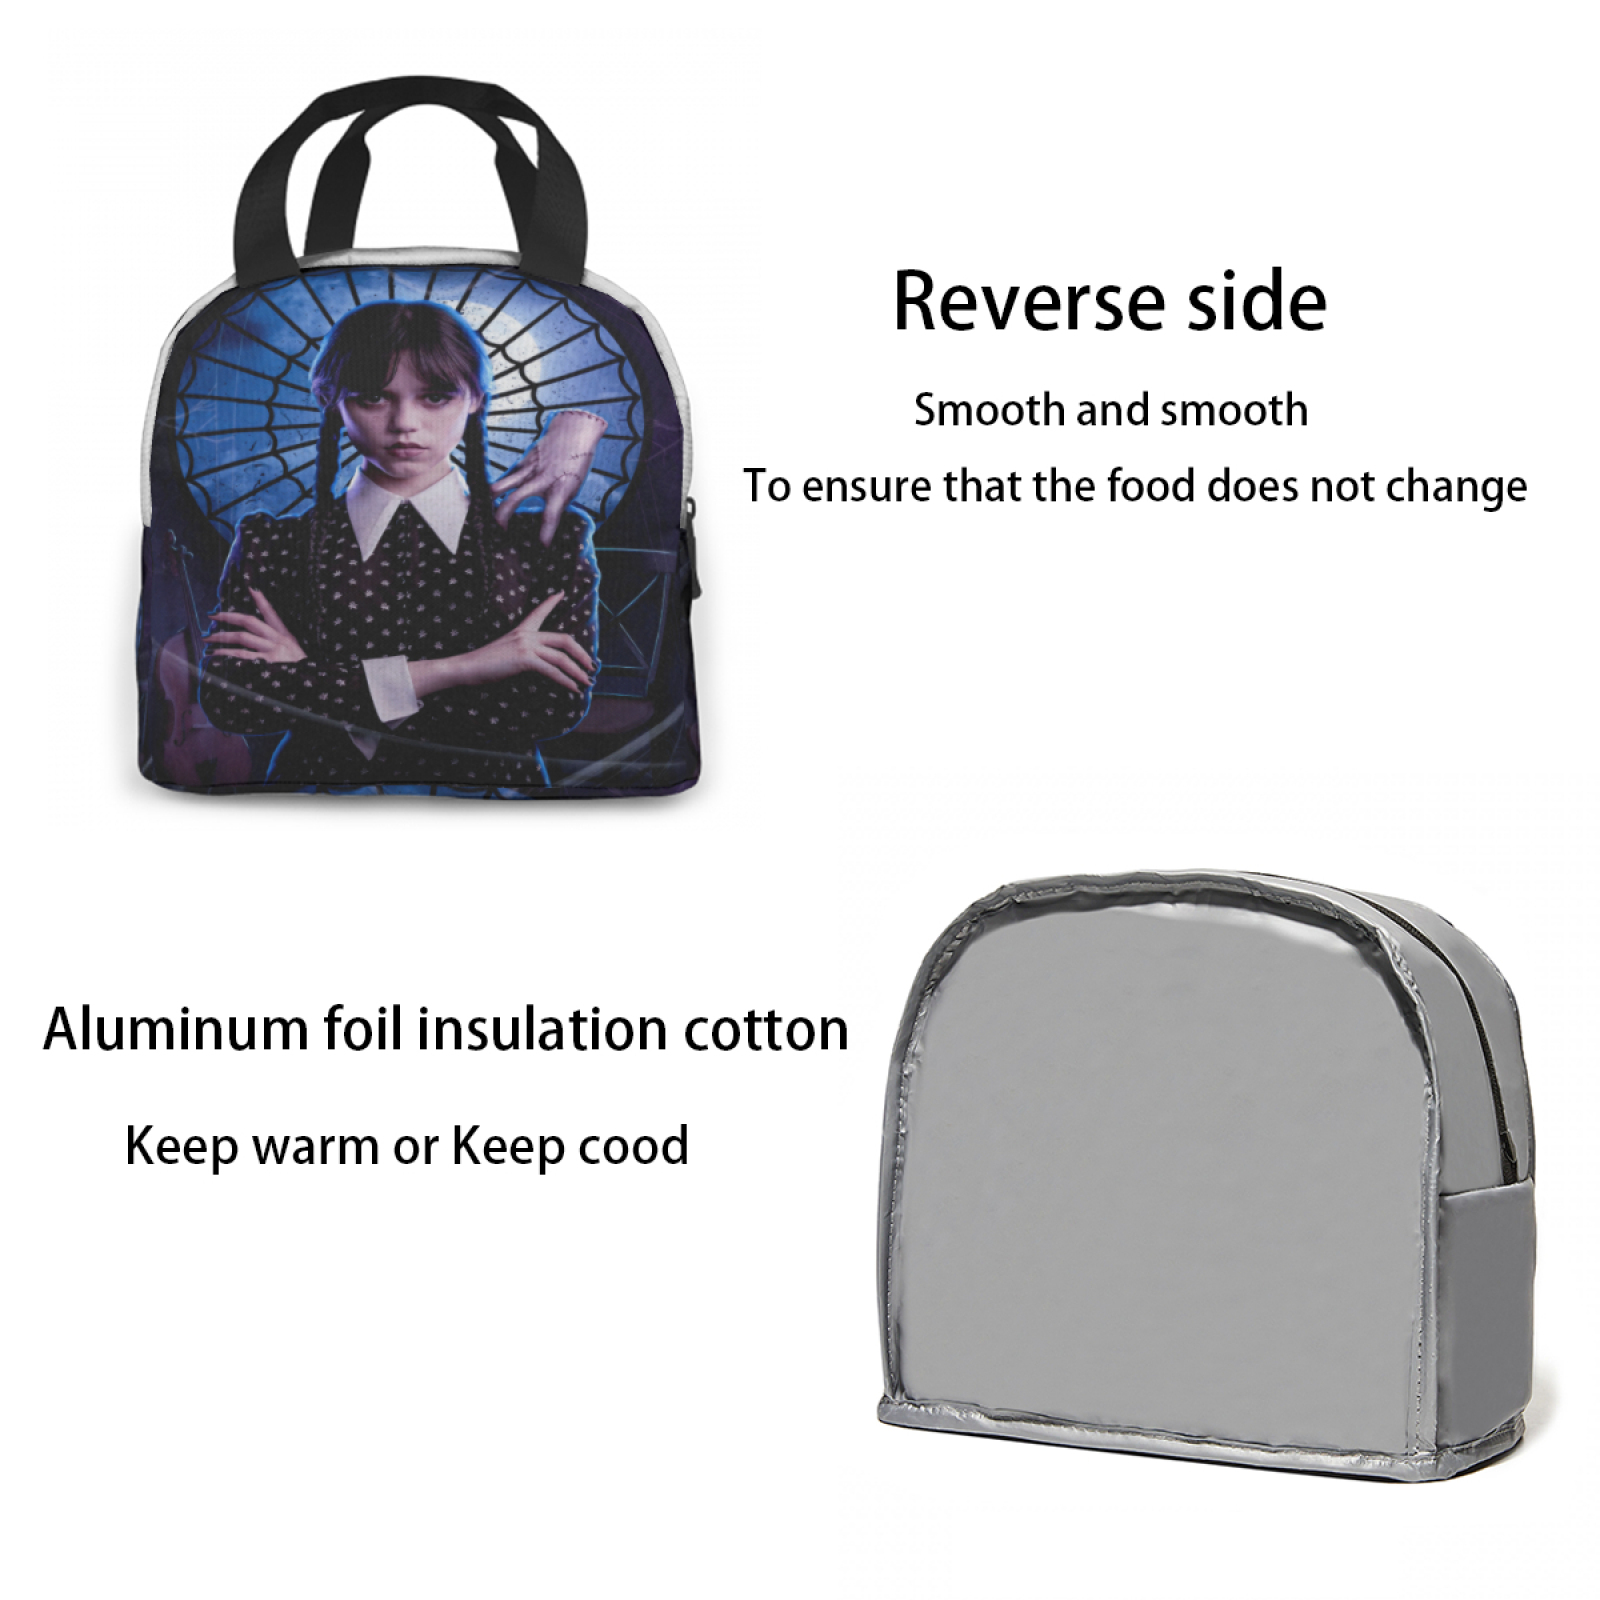 Reverse side
Smooth and smooth
To ensure that the food does not change
Aluminum foil insulation cotton
Keep warm or Keep cood